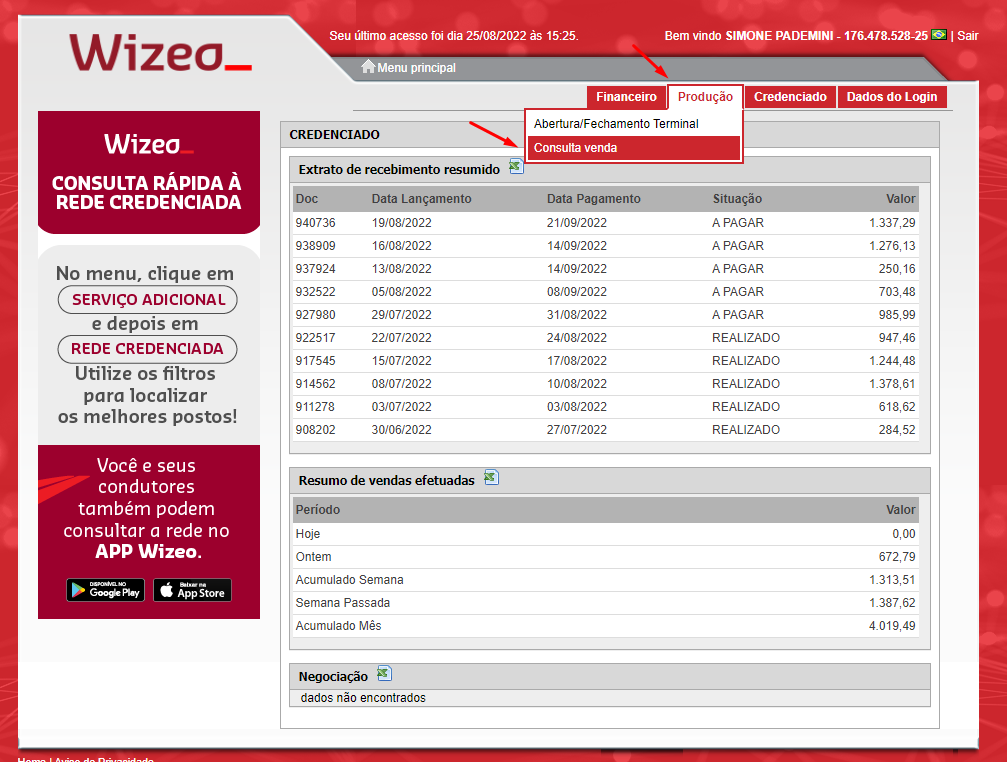 Wizeo_
Seu último acesso foi dia 25/08/2022 às 15:25.
Bem vindo SIMONE PADEMINI - 176.478.528-25 | Sair
Menu principal
Financeiro Produção Credenciado Dados do Login
Abertura/Fechamento Terminal
Consulta venda
Wizeo_
CONSULTA RÁPIDA À
REDE CREDENCIADA
No menu, clique em
SERVIÇO ADICIONAL
e depois em
REDE CREDENCIADA
Utilize os filtros
para localizar
os melhores postos!
Você e seus
condutores
também podem
consultar a rede no
APP Wizeo.
DISPONÍVEL NO
Google Play
Baixar na
App Store
CREDENCIADO
Extrato de recebimento resumido
Doc Data Lançamento Data Pagamento Situação Valor
940736 19/08/2022 21/09/2022 A PAGAR 1.337,29
938909 16/08/2022 14/09/2022 A PAGAR 1.276,13
937924 13/08/2022 14/09/2022 A PAGAR 250,16
932522 05/08/2022 08/09/2022 A PAGAR 703,48
927980 29/07/2022 31/08/2022 A PAGAR 985,99
922517 22/07/2022 24/08/2022 REALIZADO 947,46
917545 15/07/2022 17/08/2022 REALIZADO 1.244,48
914562 08/07/2022 10/08/2022 REALIZADO 1.378,61
911278 03/07/2022 03/08/2022 REALIZADO 618,62
908202 30/06/2022 27/07/2022 REALIZADO 284,52
Resumo de vendas efetuadas
Período Valor
Hoje 0,00
Ontem 672,79
Acumulado Semana 1.313,51
Semana Passada 1.387,62
Acumulado Mês 4.019,49
Negociação
dados não encontrados
Home | Aviso de Privacidade